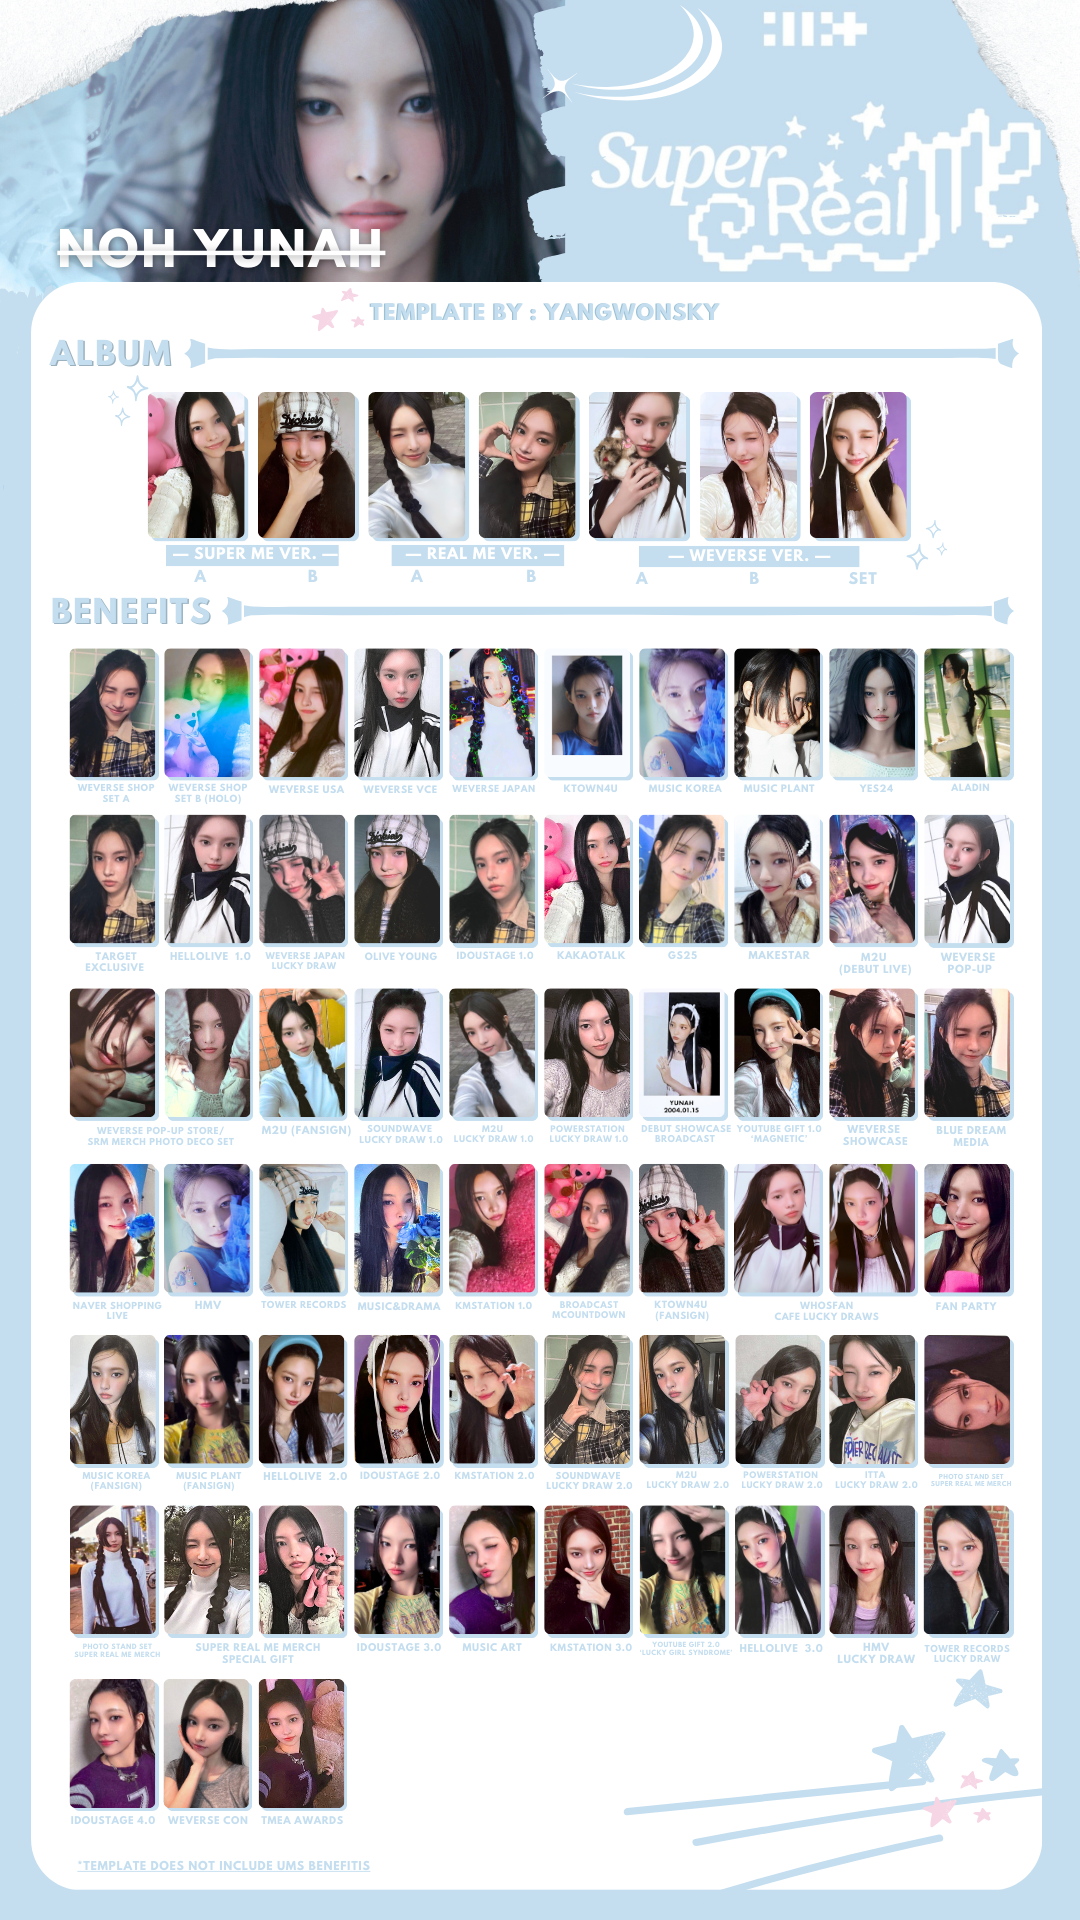 Super
Real Me
NOH YUNAH
TEMPLATE BY : YANGWONSKY
ALBUM
Dickies
— SUPER ME VER. —
— REAL ME VER. —
— WEVERSE VER. —
A B A B A B SET
BENEFITS
WEVERSE SHOP
SET A
WEVERSE SHOP
SET B (HOLO)
WEVERSE USA
WEVERSE VCE
WEVERSE JAPAN
KTOWN4U
MUSIC KOREA
MUSIC PLANT
YES24
ALADIN
Dickies
TARGET
EXCLUSIVE
HELLOLIVE 1.0
WEVERSE JAPAN
LUCKY DRAW
OLIVE YOUNG
IDOUSTAGE 1.0
KAKAOTALK
GS25
MAKESTAR
M2U
(DEBUT LIVE)
WEVERSE
POP-UP
YUNAH
2004.01.15
WEVERSE POP-UP STORE/
SRM MERCH PHOTO DECO SET
M2U (FANSIGN)
SOUNDWAVE
LUCKY DRAW 1.0
M2U
LUCKY DRAW 1.0
POWERSTATION
LUCKY DRAW 1.0
DEBUT SHOWCASE
BROADCAST
YOUTUBE GIFT 1.0
'MAGNETIC'
WEVERSE
SHOWCASE
BLUE DREAM
MEDIA
NAVER SHOPPING
LIVE
HMV
TOWER RECORDS
MUSIC&DRAMA
KMSTATION 1.0
BROADCAST
MCOUNTDOWN
KTOWN4U
(FANSIGN)
WHOSFAN
CAFE LUCKY DRAWS
FAN PARTY
MUSIC KOREA
(FANSIGN)
MUSIC PLANT
(FANSIGN)
HELLOLIVE 2.0
IDOUSTAGE 2.0
KMSTATION 2.0
SOUNDWAVE
LUCKY DRAW 2.0
M2U
LUCKY DRAW 2.0
POWERSTATION
LUCKY DRAW 2.0
ITTA
LUCKY DRAW 2.0
PHOTO STAND SET
SUPER REAL ME MERCH
PHOTO STAND SET
SUPER REAL ME MERCH
SUPER REAL ME MERCH
SPECIAL GIFT
IDOUSTAGE 3.0
MUSIC ART
KMSTATION 3.0
YOUTUBE GIFT 2.0
'LUCKY GIRL SYNDROME'
HELLOLIVE 3.0
HMV
LUCKY DRAW
TOWER RECORDS
LUCKY DRAW
7
IDOUSTAGE 4.0
WEVERSE CON
TMEA AWARDS
*TEMPLATE DOES NOT INCLUDE UMS BENEFITIS